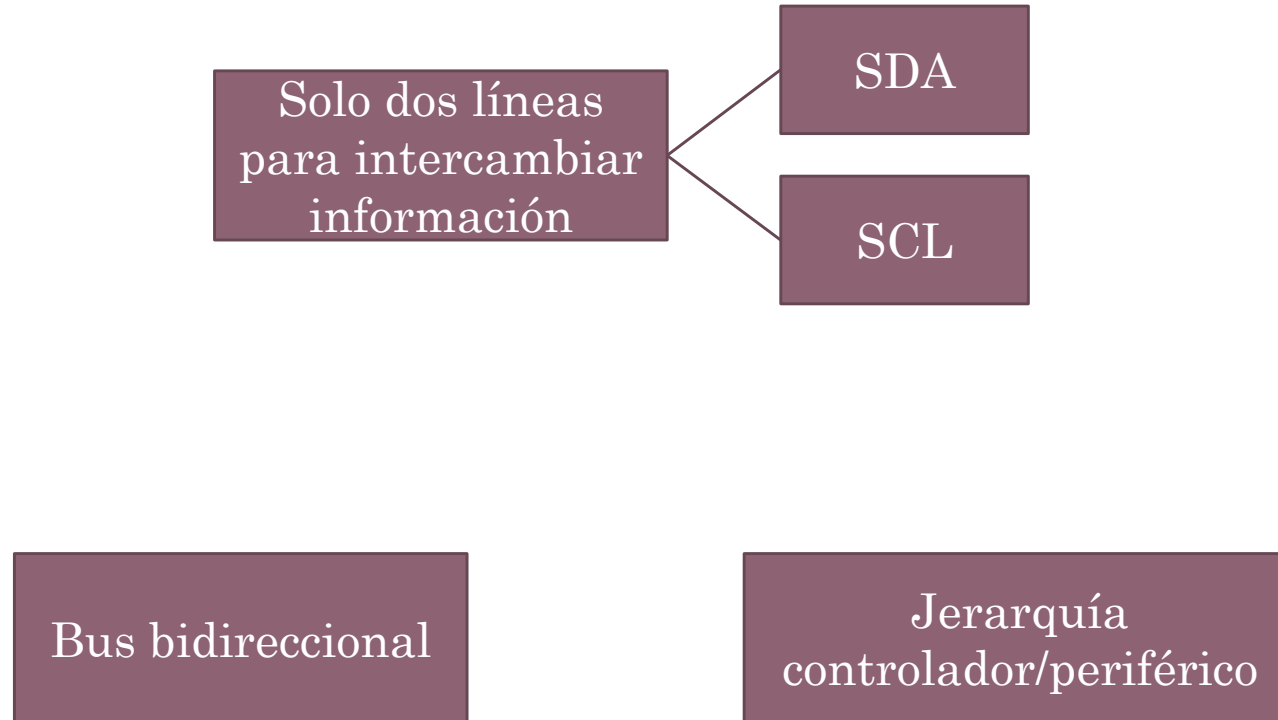 Solo dos líneas
para intercambiar
información
SDA
SCL
Bus bidireccional
Jerarquía
controlador/periférico